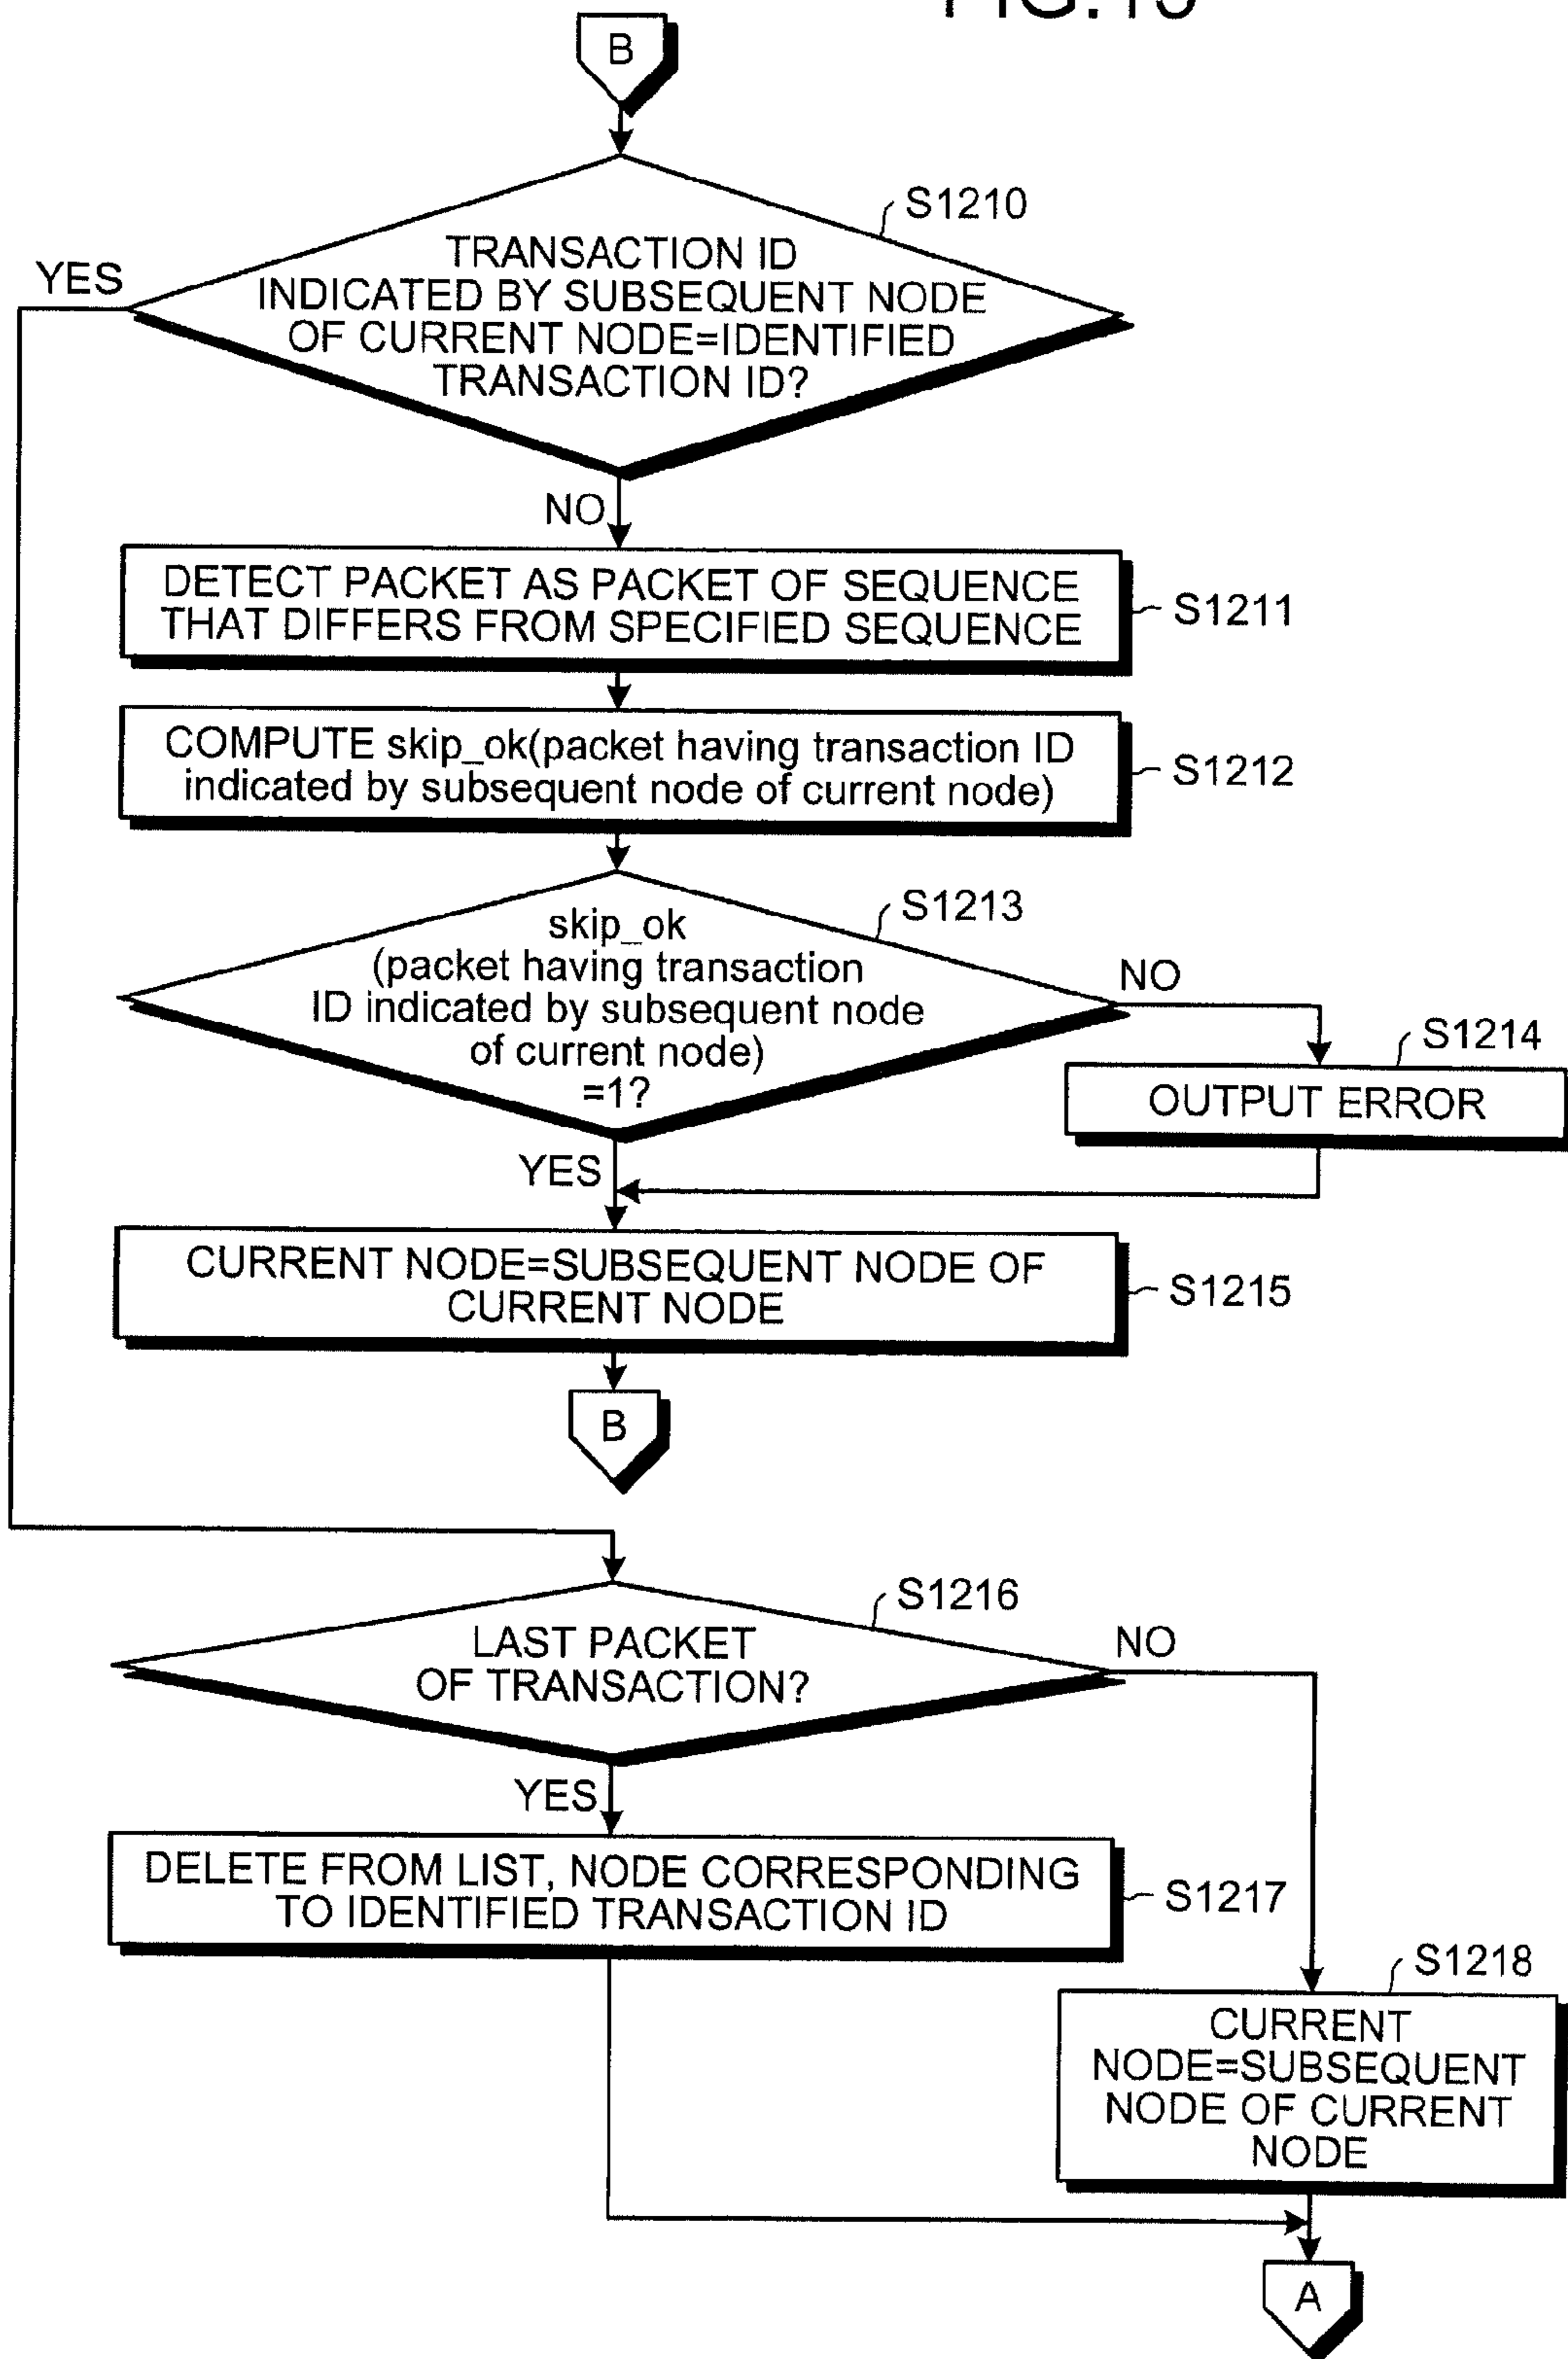 B
S1210
YES
TRANSACTION ID
INDICATED BY SUBSEQUENT NODE
OF CURRENT NODE=IDENTIFIED
TRANSACTION ID?
NO
DETECT PACKET AS PACKET OF SEQUENCE
THAT DIFFERS FROM SPECIFIED SEQUENCE
S1211
COMPUTE skip_ok(packet having transaction ID
indicated by subsequent node of current node)
S1212
S1213
skip_ok
(packet having transaction
ID indicated by subsequent node
of current node)
=1?
NO
S1214
OUTPUT ERROR
YES
CURRENT NODE=SUBSEQUENT NODE OF
CURRENT NODE
S1215
B
S1216
LAST PACKET
OF TRANSACTION?
NO
YES
DELETE FROM LIST, NODE CORRESPONDING
TO IDENTIFIED TRANSACTION ID
S1217
S1218
CURRENT
NODE=SUBSEQUENT
NODE OF CURRENT
NODE
A